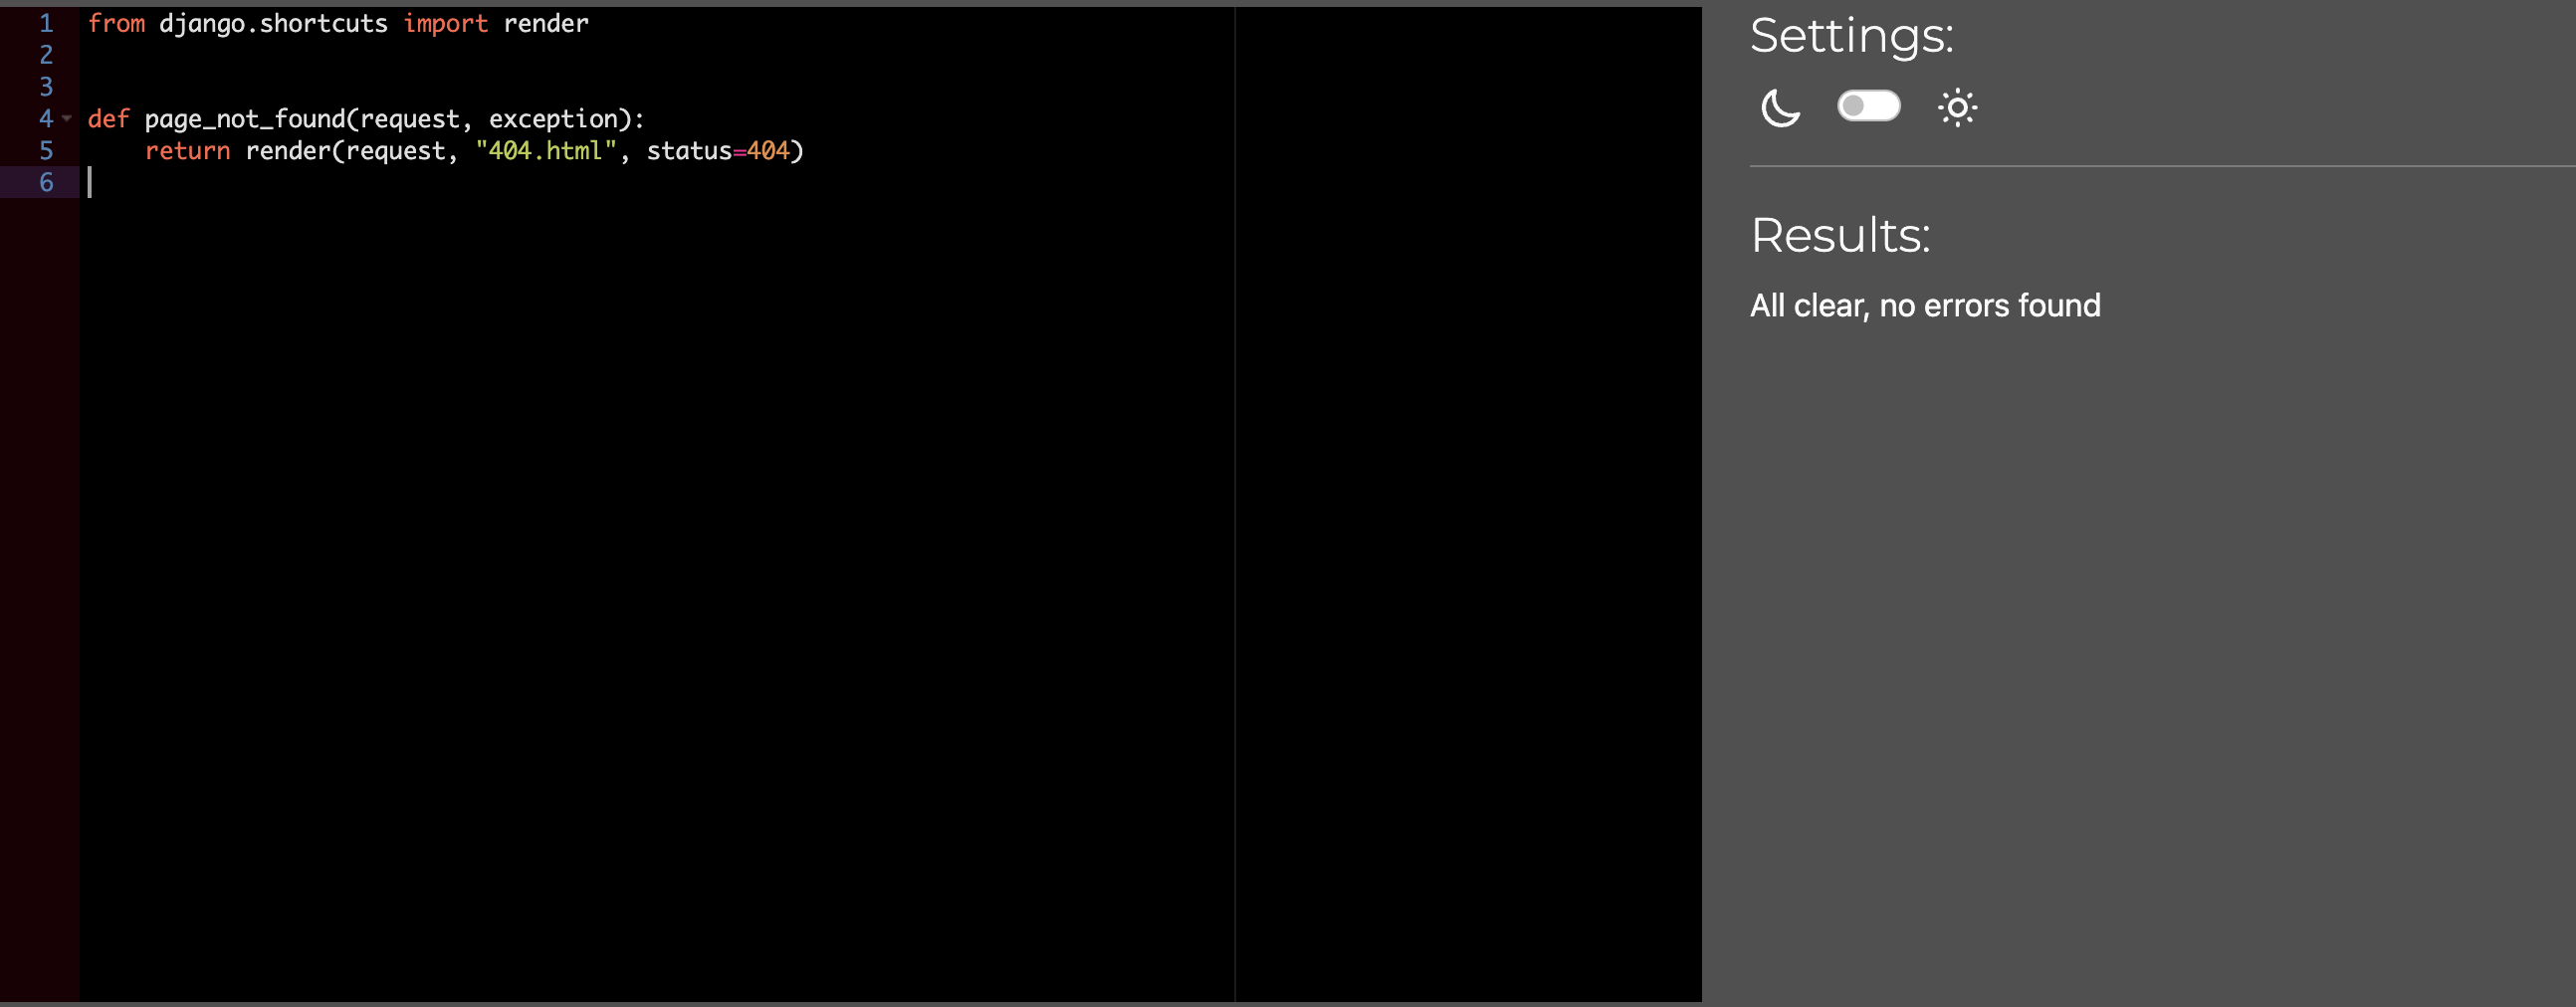 1 from django.shortcuts import render
2
3
4 def page_not_found(request, exception):
5     return render(request, "404.html", status=404)
6
Settings:
Results:
All clear, no errors found